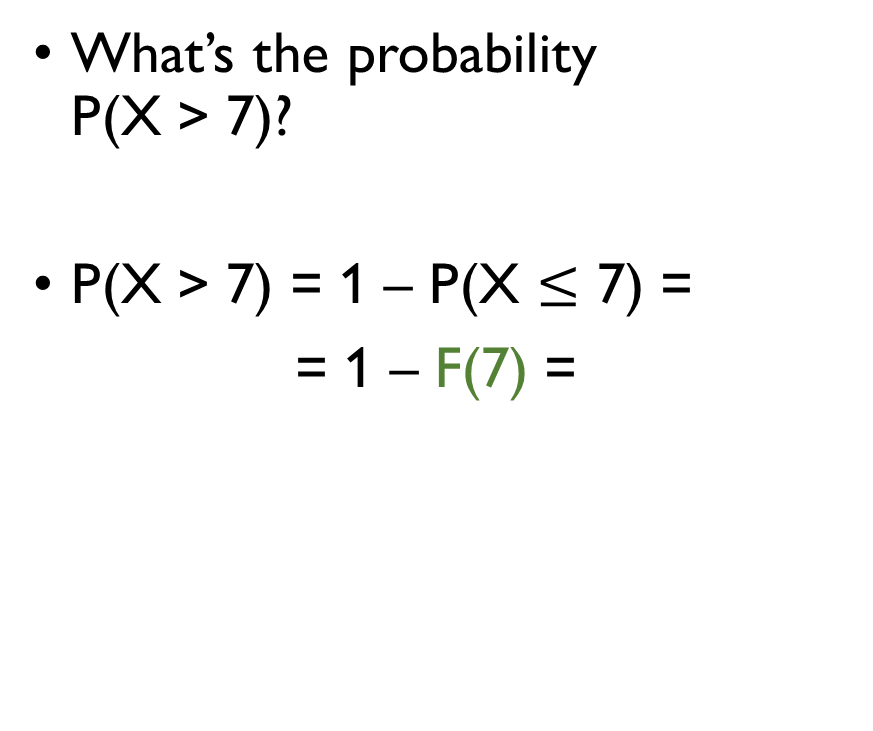 • What’s the probability
P(X > 7)?
• P(X > 7) = 1 – P(X ≤ 7) =
= 1 – F(7) =